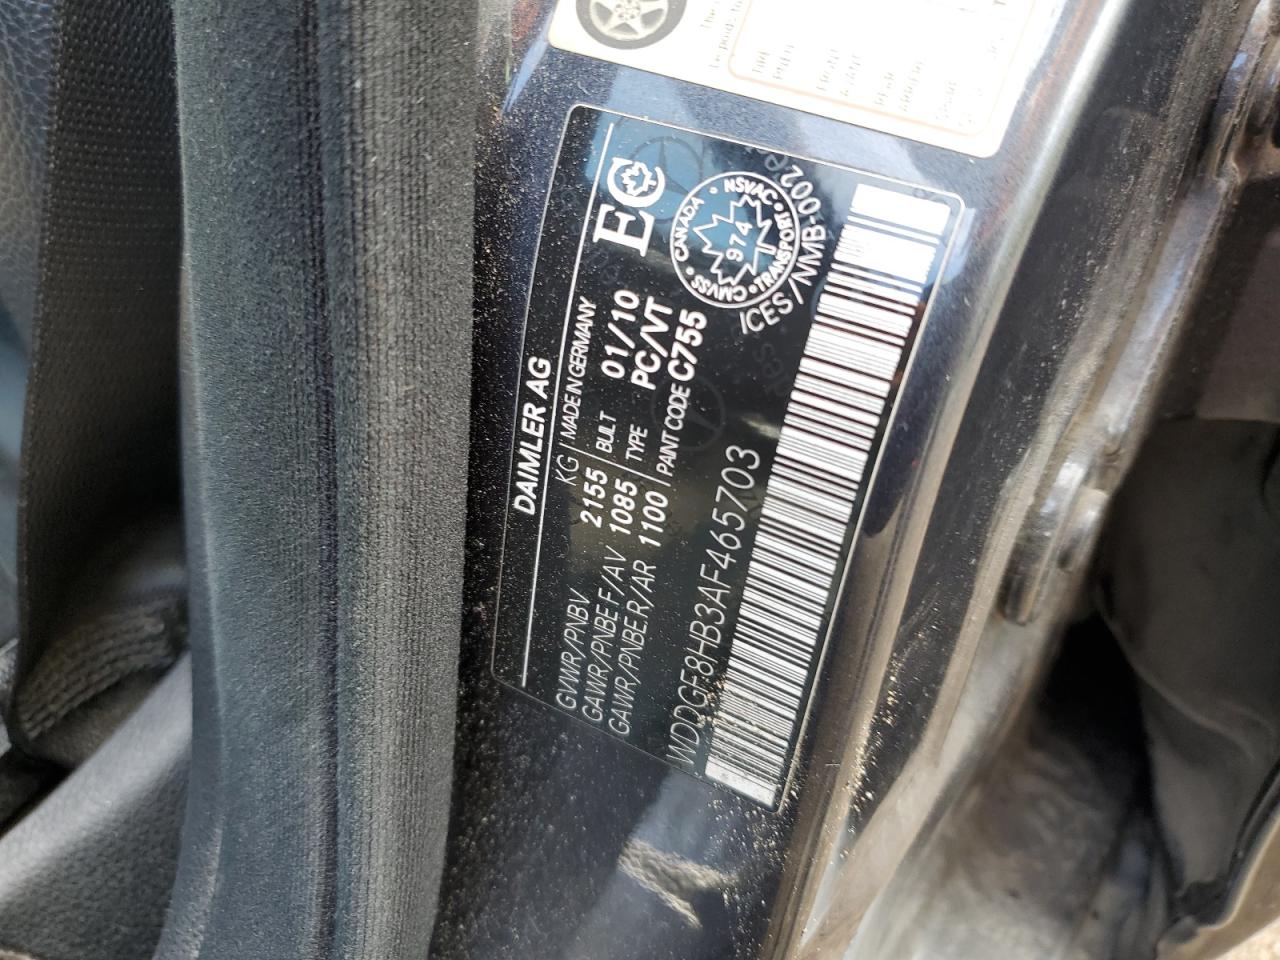 DAIMLER AG
KG | MADE IN GERMANY
GVWR/PNBV 2155 BUILT 01/10
GAWR/PNBE F/AV 1085 TYPE PC/VT
GAWR/PNBE R/AR 1100 PAINT CODE C755
EC
CANADA • NSVAC • TRANSPORT • CMVSS •
974
ICES/NMB-002
WDDGF8HB3AF465703